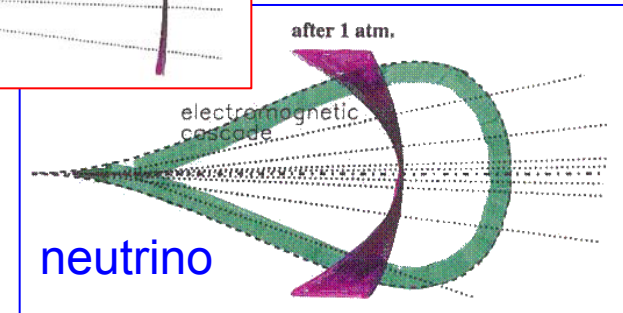 after 1 atm.
electromagnetic
cascade
neutrino